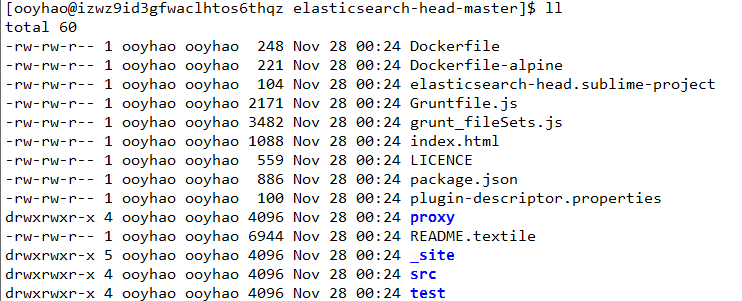 [ooyhao@izwz9id3gfwaclhtos6thqz elasticsearch-head-master]$ ll
total 60
-rw-rw-r-- 1 ooyhao ooyhao  248 Nov 28 00:24 Dockerfile
-rw-rw-r-- 1 ooyhao ooyhao  221 Nov 28 00:24 Dockerfile-alpine
-rw-rw-r-- 1 ooyhao ooyhao  104 Nov 28 00:24 elasticsearch-head.sublime-project
-rw-rw-r-- 1 ooyhao ooyhao 2171 Nov 28 00:24 Gruntfile.js
-rw-rw-r-- 1 ooyhao ooyhao 3482 Nov 28 00:24 grunt_fileSets.js
-rw-rw-r-- 1 ooyhao ooyhao 1088 Nov 28 00:24 index.html
-rw-rw-r-- 1 ooyhao ooyhao  559 Nov 28 00:24 LICENCE
-rw-rw-r-- 1 ooyhao ooyhao  886 Nov 28 00:24 package.json
-rw-rw-r-- 1 ooyhao ooyhao  100 Nov 28 00:24 plugin-descriptor.properties
drwxrwxr-x 4 ooyhao ooyhao 4096 Nov 28 00:24 proxy
-rw-rw-r-- 1 ooyhao ooyhao 6944 Nov 28 00:24 README.textile
drwxrwxr-x 5 ooyhao ooyhao 4096 Nov 28 00:24 _site
drwxrwxr-x 4 ooyhao ooyhao 4096 Nov 28 00:24 src
drwxrwxr-x 4 ooyhao ooyhao 4096 Nov 28 00:24 test